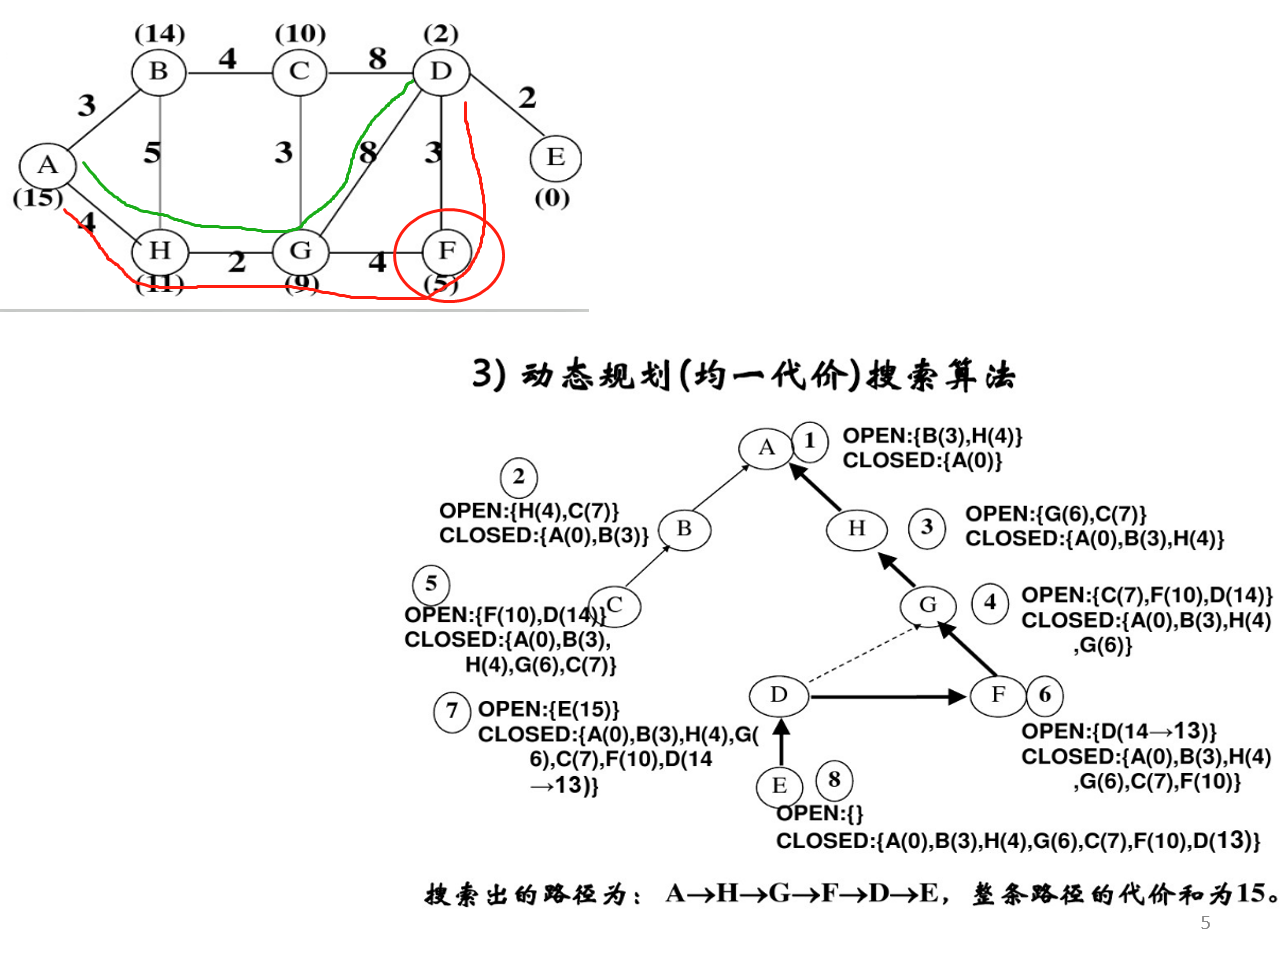 (14) (10) (2)
B 4 C 8 D
3 2
A 5 3 8 3 E
(15) (0)
4
H 2 G 4 F
(11) (9) (5)
3) 动态规划(均一代价)搜索算法
A 1 OPEN:{B(3),H(4)}
CLOSED:{A(0)}
2
OPEN:{H(4),C(7)}
CLOSED:{A(0),B(3)}
B
H 3 OPEN:{G(6),C(7)}
CLOSED:{A(0),B(3),H(4)}
5
C
OPEN:{F(10),D(14)}
CLOSED:{A(0),B(3),
H(4),G(6),C(7)}
G 4 OPEN:{C(7),F(10),D(14)}
CLOSED:{A(0),B(3),H(4)
,G(6)}
7 OPEN:{E(15)}
CLOSED:{A(0),B(3),H(4),G(
6),C(7),F(10),D(14
→13)}
D F 6
OPEN:{D(14→13)}
CLOSED:{A(0),B(3),H(4)
,G(6),C(7),F(10)}
E 8
OPEN:{}
CLOSED:{A(0),B(3),H(4),G(6),C(7),F(10),D(13)}
搜索出的路径为： A→H→G→F→D→E，整条路径的代价和为15。
5